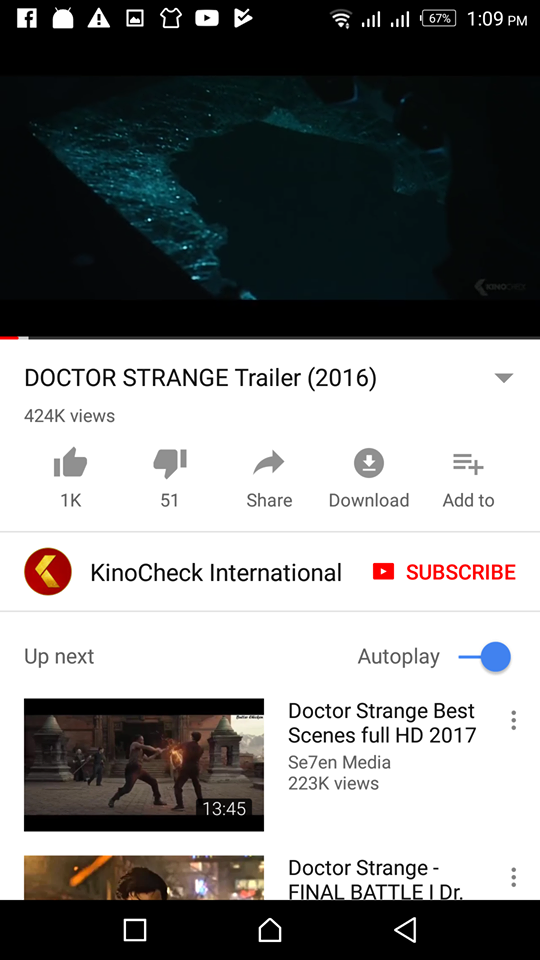 67% 1:09 PM
KINOCHECK
DOCTOR STRANGE Trailer (2016)
424K views
1K 51 Share Download Add to
KinoCheck International SUBSCRIBE
Up next Autoplay
Doctor Strange Best
Scenes full HD 2017
Se7en Media
223K views
13:45
Doctor Strange -
FINAL BATTLE | Dr.